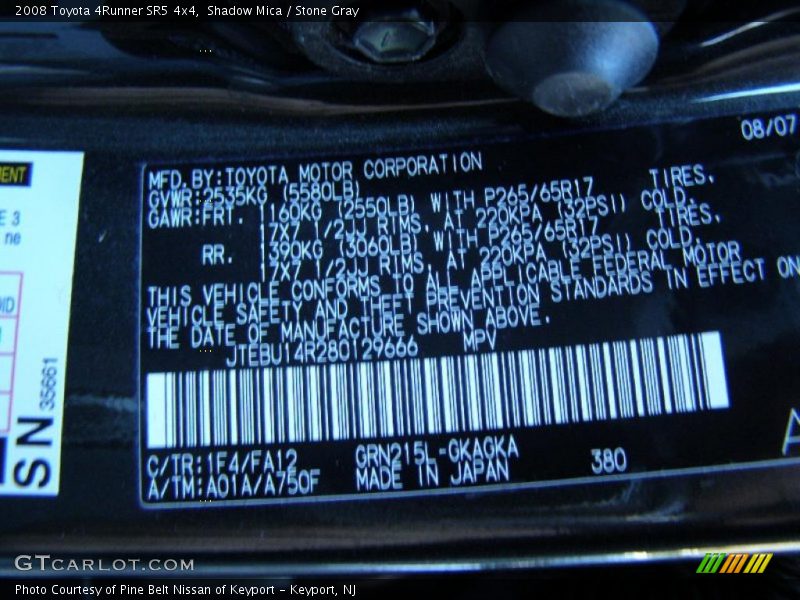 2008 Toyota 4Runner SR5 4x4, Shadow Mica / Stone Gray
08/07
MFD.BY:TOYOTA MOTOR CORPORATION
GVWR:2535KG (5580LB)
GAWR:FRT. 1160KG (2550LB) WITH P265/65R17 TIRES,
17X7 1/2JJ RIMS, AT 220KPA (32PSI) COLD.
RR. 1390KG (3060LB) WITH P265/65R17 TIRES,
17X7 1/2JJ RIMS, AT 220KPA (32PSI) COLD.
THIS VEHICLE CONFORMS TO ALL APPLICABLE FEDERAL MOTOR
VEHICLE SAFETY AND THEFT PREVENTION STANDARDS IN EFFECT ON
THE DATE OF MANUFACTURE SHOWN ABOVE.
JTEBU14R280129666 MPV
C/TR:1F4/FA12 GRN215L-GKAGKA 380
A/TM:A01A/A750F MADE IN JAPAN
SN 35661
GTCARLOT.COM
Photo Courtesy of Pine Belt Nissan of Keyport – Keyport, NJ